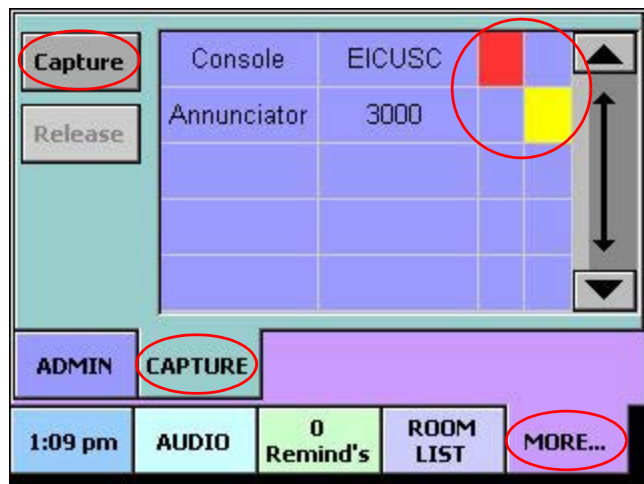 Capture
Console EICUSC
Release
Annunciator 3000
ADMIN CAPTURE
1:09 pm AUDIO 0 Remind's ROOM LIST MORE...